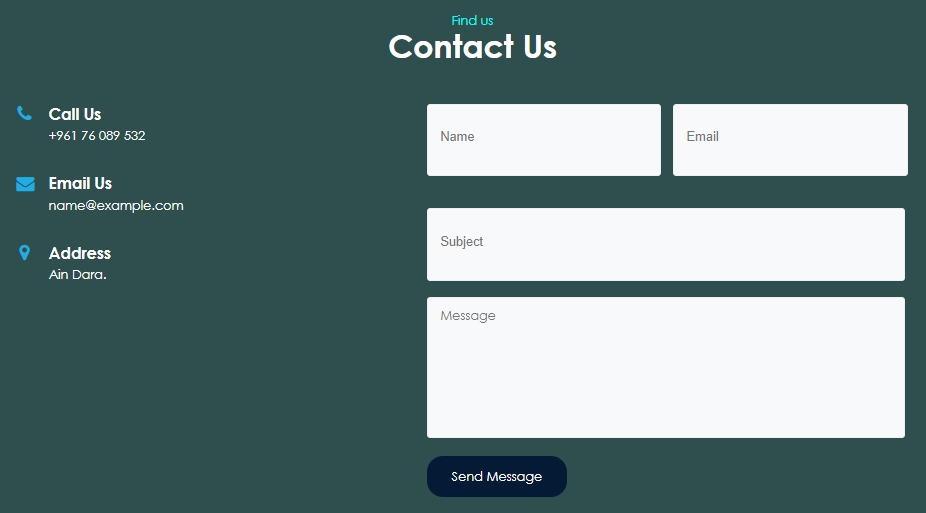 Find us
Contact Us
Call Us
+961 76 089 532
Email Us
name@example.com
Address
Ain Dara.
Name
Email
Subject
Message
Send Message